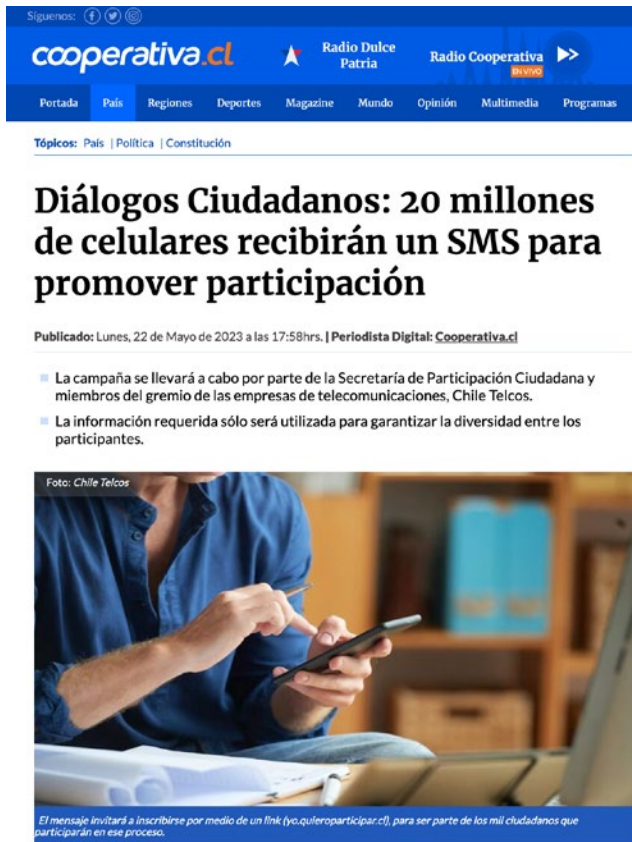 Síguenos:
cooperativa.cl
Radio Dulce
Patria
Radio Cooperativa
EN VIVO
Portada País Regiones Deportes Magazine Mundo Opinión Multimedia Programas
Tópicos: País | Política | Constitución
Diálogos Ciudadanos: 20 millones
de celulares recibirán un SMS para
promover participación
Publicado: Lunes, 22 de Mayo de 2023 a las 17:58hrs. | Periodista Digital: Cooperativa.cl
La campaña se llevará a cabo por parte de la Secretaría de Participación Ciudadana y
miembros del gremio de las empresas de telecomunicaciones, Chile Telcos.
La información requerida sólo será utilizada para garantizar la diversidad entre los
participantes.
Foto: Chile Telcos
El mensaje invitará a inscribirse por medio de un link (yo.quieroparticipar.cl), para ser parte de los mil ciudadanos que
participarán en ese proceso.